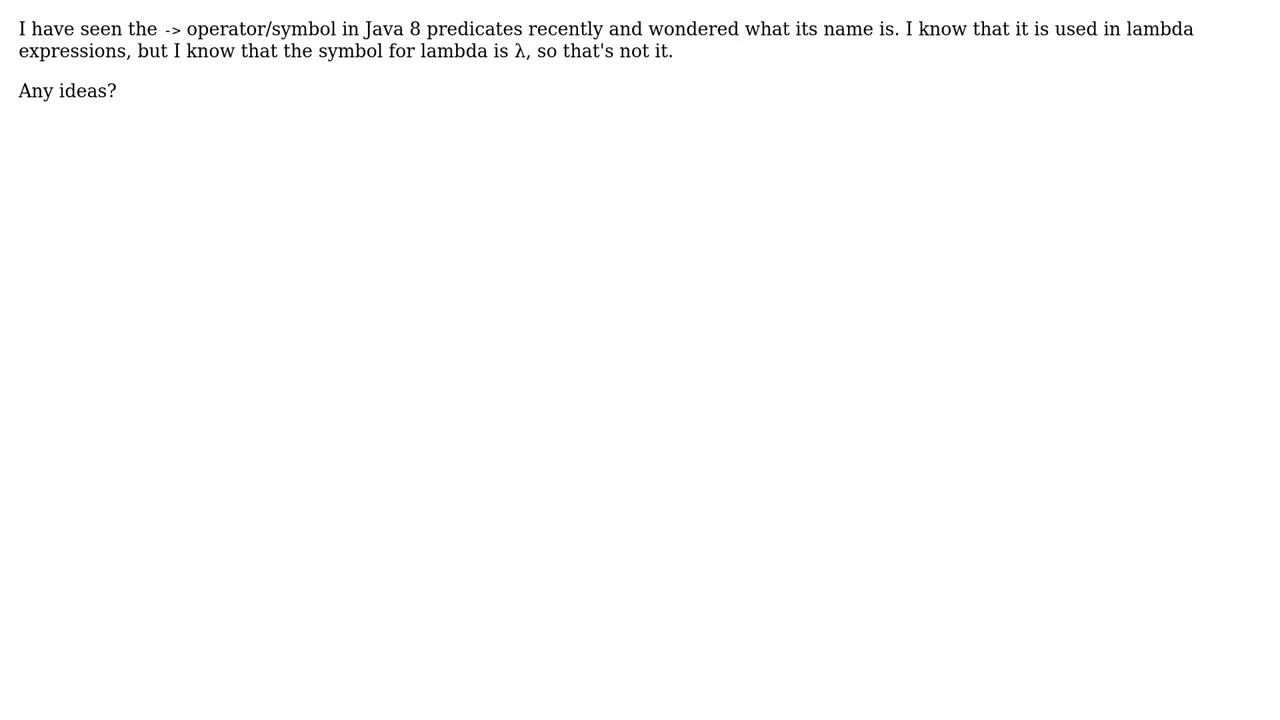 I have seen the -> operator/symbol in Java 8 predicates recently and wondered what its name is. I know that it is used in lambda
expressions, but I know that the symbol for lambda is λ, so that's not it.
Any ideas?